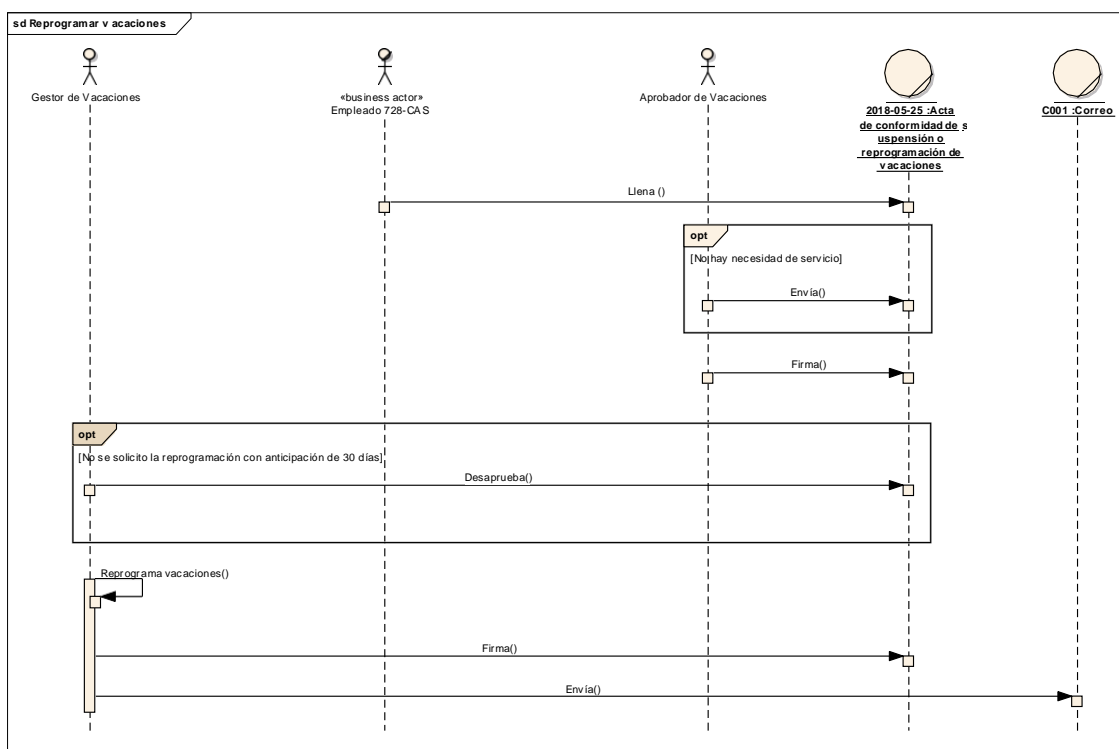 sd Reprogramar v acaciones
Gestor de Vacaciones
«business actor»
Empleado 728-CAS
Aprobador de Vacaciones
2018-05-25 :Acta
de conformidad de s
uspensión o
reprogramación de
vacaciones
C001 :Correo
Llena ()
opt
[No hay necesidad de servicio]
Envía()
Firma()
opt
[No se solicito la reprogramación con anticipación de 30 días]
Desaprueba()
Reprograma vacaciones()
Firma()
Envía()